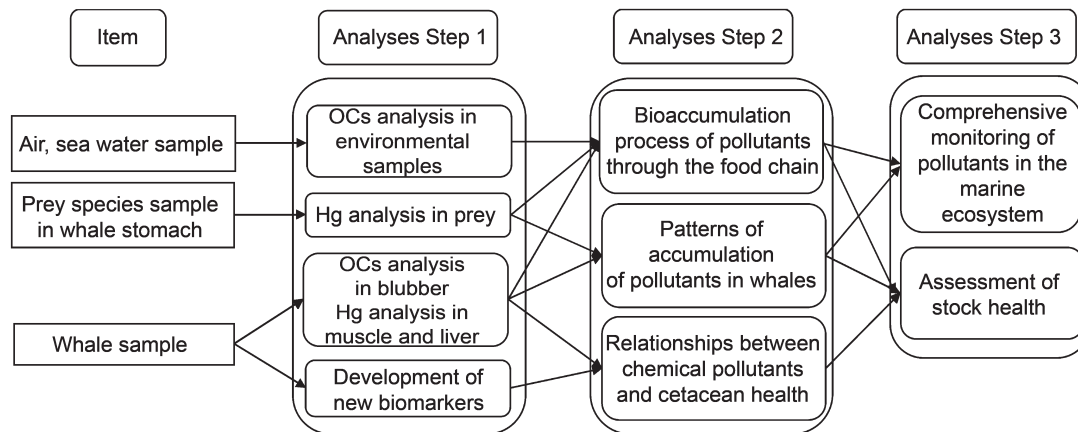 Item
Analyses Step 1
Analyses Step 2
Analyses Step 3
Air, sea water sample
Prey species sample
in whale stomach
Whale sample
OCs analysis in
environmental
samples
Hg analysis in prey
OCs analysis
in blubber
Hg analysis in
muscle and liver
Development of
new biomarkers
Bioaccumulation
process of pollutants
through the food chain
Patterns of
accumulation
of pollutants in whales
Relationships between
chemical pollutants
and cetacean health
Comprehensive
monitoring of
pollutants in the
marine
ecosystem
Assessment of
stock health